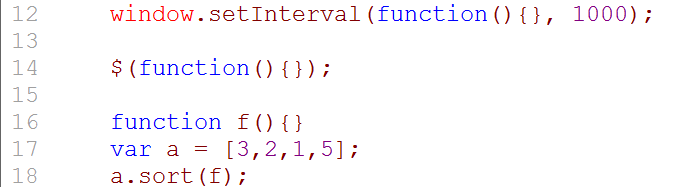 12 window.setInterval(function(){}, 1000);
13
14 $(function(){});
15
16 function f(){}
17 var a = [3,2,1,5];
18 a.sort(f);